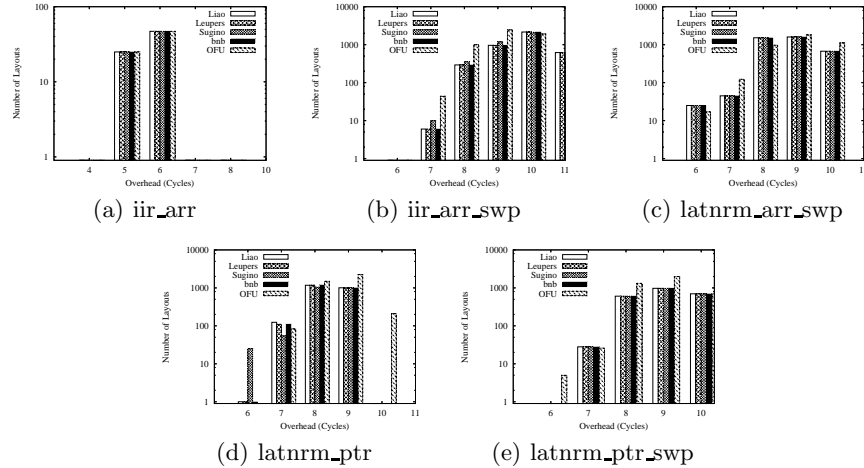 100
10
1
Number of Layouts
Liao
Leupers
Sugino
bnb
OFU
4 5 6 7 8 10
Overhead (Cycles)
(a) iir_arr
10000
1000
100
10
1
Number of Layouts
Liao
Leupers
Sugino
bnb
OFU
6 7 8 9 10 11
Overhead (Cycles)
(b) iir_arr_swp
10000
1000
100
10
1
Number of Layouts
Liao
Leupers
Sugino
bnb
OFU
6 7 8 9 10 1
Overhead (Cycles)
(c) latnrm_arr_swp
10000
1000
100
10
1
Number of Layouts
Liao
Leupers
Sugino
bnb
OFU
6 7 8 9 10 11
Overhead (Cycles)
(d) latnrm_ptr
10000
1000
100
10
1
Number of Layouts
Liao
Leupers
Sugino
bnb
OFU
6 7 8 9 10
Overhead (Cycles)
(e) latnrm_ptr_swp